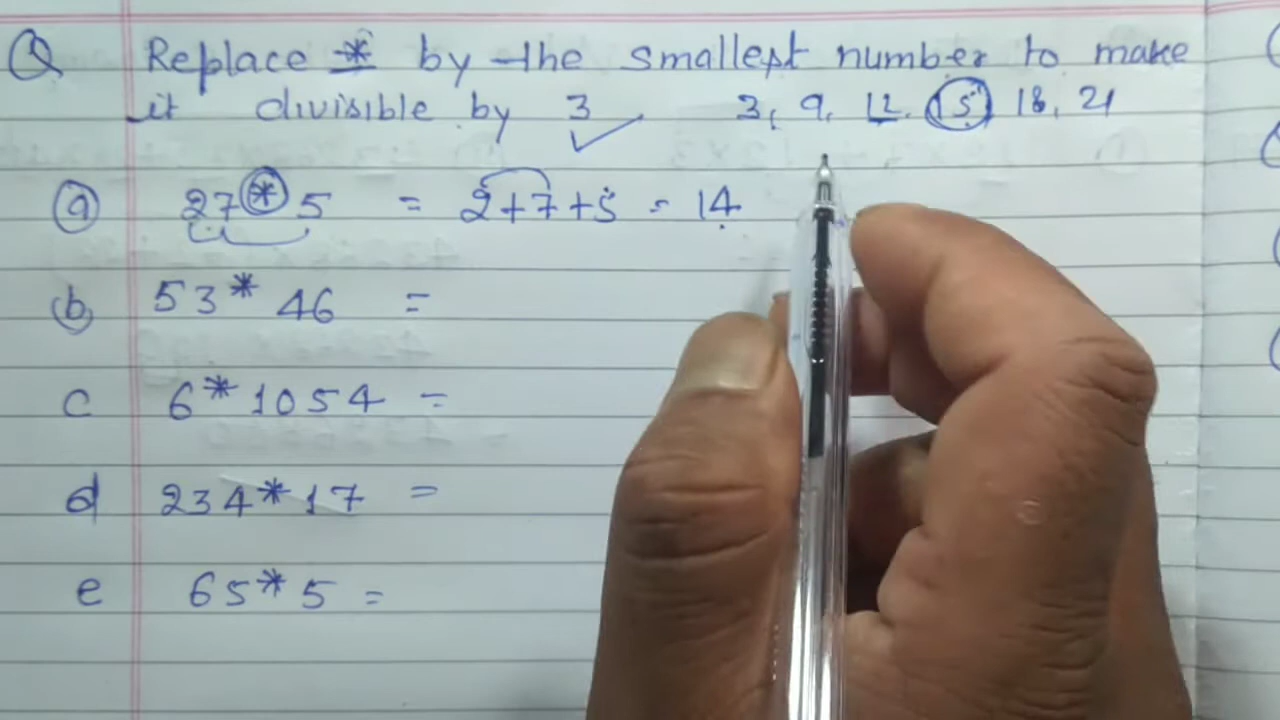 Q Replace * by the smallest number to make
it divisible by 3 ✓ 3, 9, 12, 15, 18, 21
(a) 27*5 = 2+7+5 = 14
(b) 53*46 =
c 6*1054 =
d 234*17 =
e 65*5 =